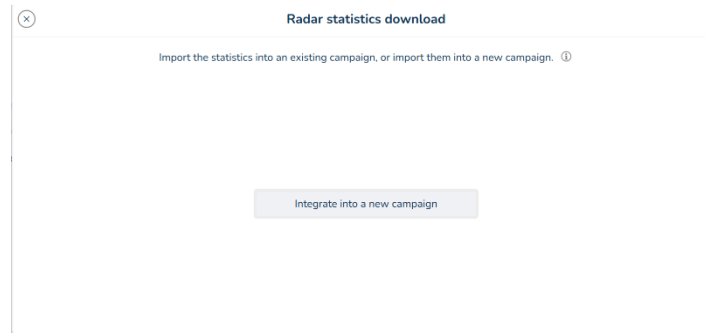 Radar statistics download
Import the statistics into an existing campaign, or import them into a new campaign.
Integrate into a new campaign